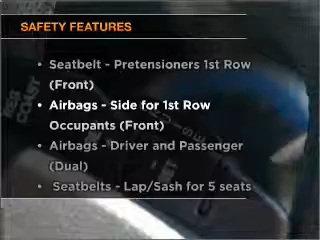 SAFETY FEATURES
• Seatbelt - Pretensioners 1st Row
(Front)
• Airbags - Side for 1st Row
Occupants (Front)
• Airbags - Driver and Passenger
(Dual)
• Seatbelts - Lap/Sash for 5 seats